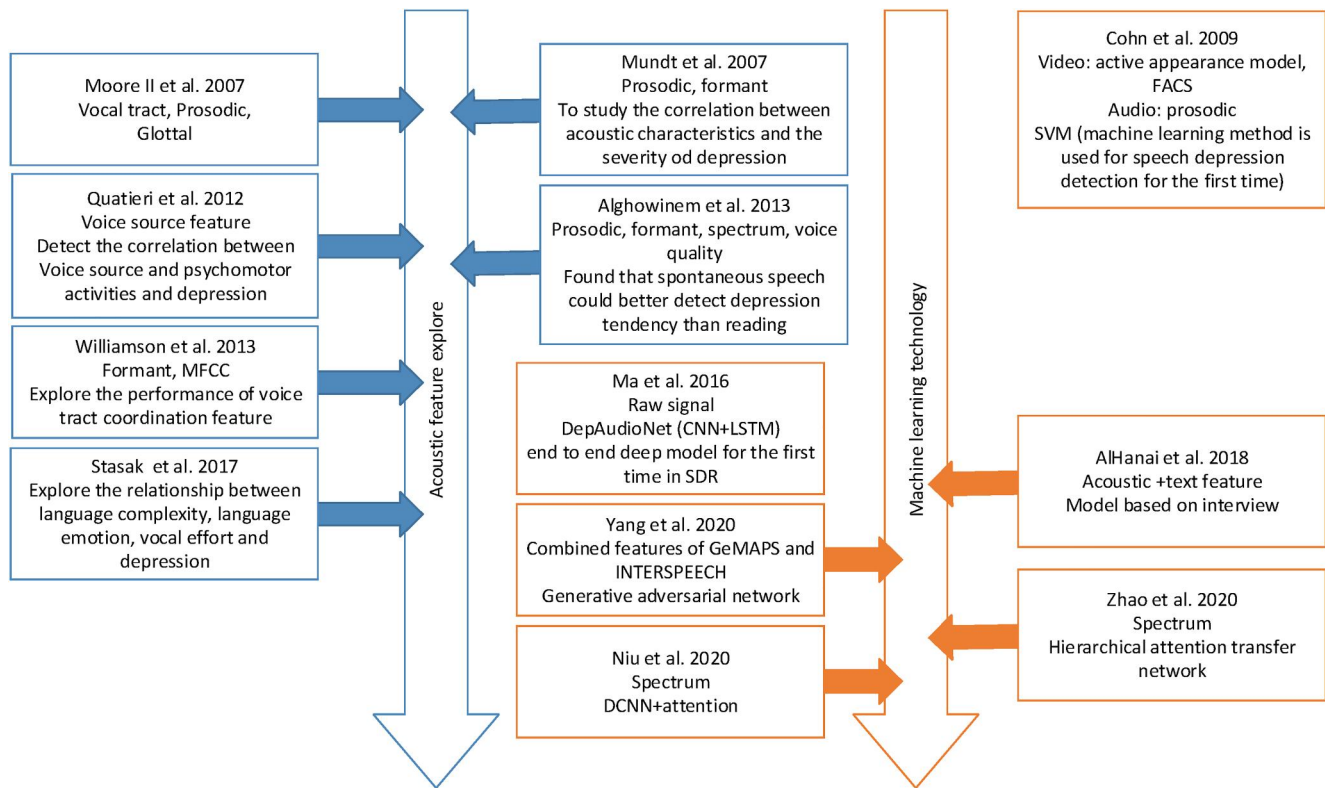 Moore II et al. 2007
Vocal tract, Prosodic,
Glottal
Quatieri et al. 2012
Voice source feature
Detect the correlation between
Voice source and psychomotor
activities and depression
Williamson et al. 2013
Formant, MFCC
Explore the performance of voice
tract coordination feature
Stasak et al. 2017
Explore the relationship between
language complexity, language
emotion, vocal effort and
depression
Acoustic feature explore
Mundt et al. 2007
Prosodic, formant
To study the correlation between
acoustic characteristics and the
severity od depression
Alghowinem et al. 2013
Prosodic, formant, spectrum, voice
quality
Found that spontaneous speech
could better detect depression
tendency than reading
Ma et al. 2016
Raw signal
DepAudioNet (CNN+LSTM)
end to end deep model for the first
time in SDR
Yang et al. 2020
Combined features of GeMAPS and
INTERSPEECH
Generative adversarial network
Niu et al. 2020
Spectrum
DCNN+attention
Machine learning technology
Cohn et al. 2009
Video: active appearance model,
FACS
Audio: prosodic
SVM (machine learning method is
used for speech depression
detection for the first time)
AlHanai et al. 2018
Acoustic +text feature
Model based on interview
Zhao et al. 2020
Spectrum
Hierarchical attention transfer
network